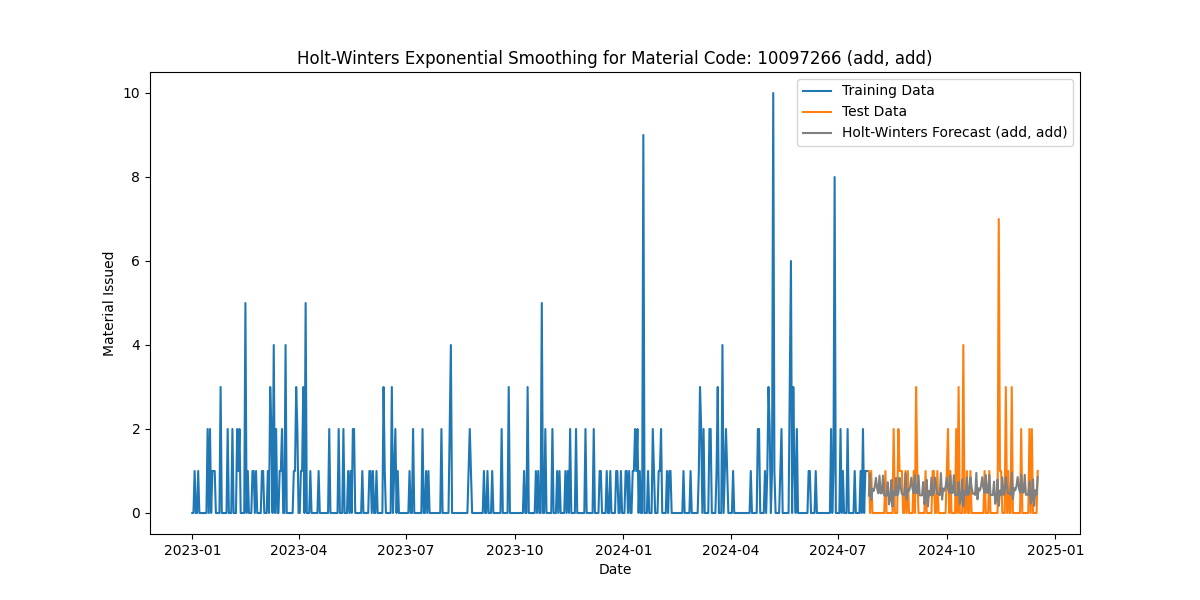 Holt-Winters Exponential Smoothing for Material Code: 10097266 (add, add)
Training Data
Test Data
Holt-Winters Forecast (add, add)
Material Issued
10
8
6
4
2
0
2023-01 2023-04 2023-07 2023-10 2024-01 2024-04 2024-07 2024-10 2025-01
Date